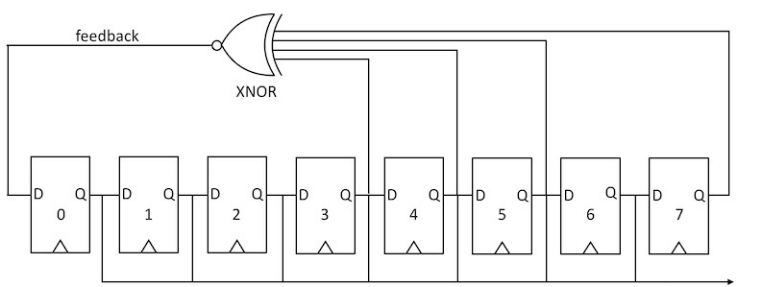 feedback
XNOR
D Q D Q D Q D Q D Q D Q D Q D Q
0 1 2 3 4 5 6 7